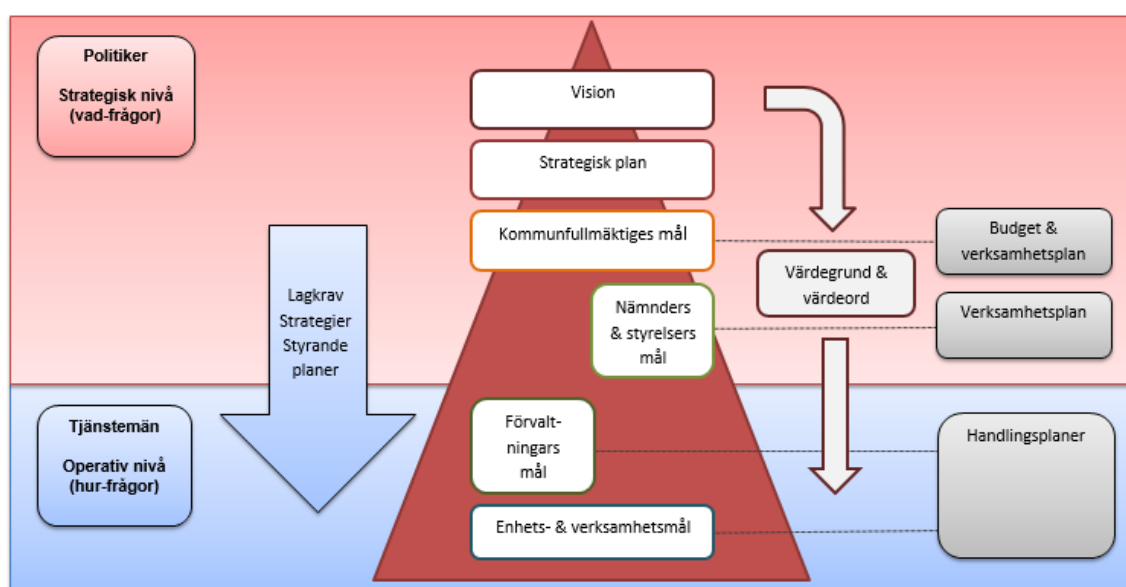 Politiker
Strategisk nivå
(vad-frågor)
Vision
Strategisk plan
Kommunfullmäktiges mål
Budget &
verksamhetsplan
Värdegrund &
värdeord
Lagkrav
Strategier
Styrande
planer
Nämnders
& styrelsers
mål
Verksamhetsplan
Tjänstemän
Operativ nivå
(hur-frågor)
Förvalt-
ningars
mål
Handlingsplaner
Enhets- & verksamhetsmål